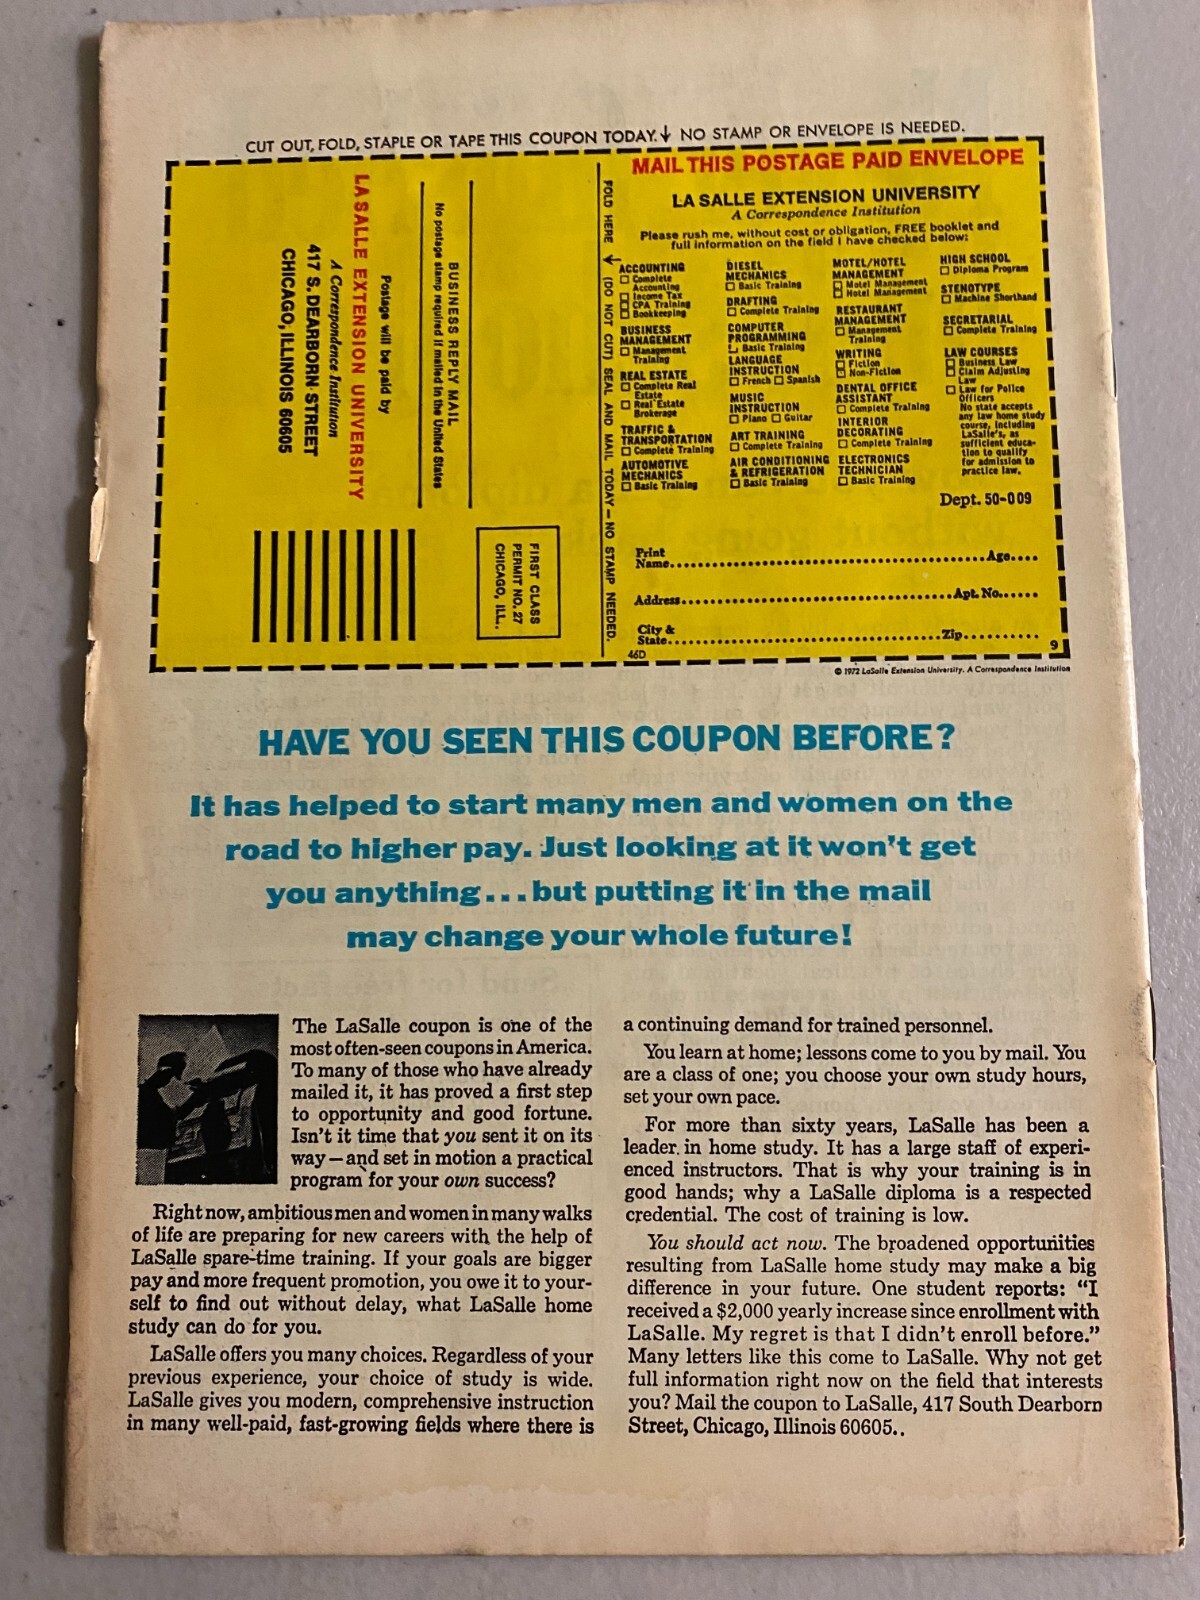 CUT OUT, FOLD, STAPLE OR TAPE THIS COUPON TODAY. ↓ NO STAMP OR ENVELOPE IS NEEDED.
LA SALLE EXTENSION UNIVERSITY
A Correspondence Institution
417 S. DEARBORN STREET
CHICAGO, ILLINOIS 60605
Postage will be paid by
BUSINESS REPLY MAIL
No postage stamp required if mailed in the United States
FIRST CLASS
PERMIT NO. 27
CHICAGO, ILL.
FOLD HERE ↓ (DO NOT CUT) SEAL AND MAIL TODAY — NO STAMP NEEDED.
MAIL THIS POSTAGE PAID ENVELOPE
LA SALLE EXTENSION UNIVERSITY
A Correspondence Institution
Please rush me, without cost or obligation, FREE booklet and
full information on the field I have checked below:
ACCOUNTING
☐ Complete
Accounting
☐ Income Tax
☐ CPA Training
☐ Bookkeeping
BUSINESS
MANAGEMENT
☐ Management
Training
REAL ESTATE
☐ Complete Real
Estate
☐ Real Estate
Brokerage
TRAFFIC &
TRANSPORTATION
☐ Complete Training
AUTOMOTIVE
MECHANICS
☐ Basic Training
DIESEL
MECHANICS
☐ Basic Training
DRAFTING
☐ Complete Training
COMPUTER
PROGRAMMING
☐ Basic Training
LANGUAGE
INSTRUCTION
☐ French ☐ Spanish
MUSIC
INSTRUCTION
☐ Piano ☐ Guitar
ART TRAINING
☐ Complete Training
AIR CONDITIONING
& REFRIGERATION
☐ Basic Training
MOTEL/HOTEL
MANAGEMENT
☐ Motel Management
☐ Hotel Management
RESTAURANT
MANAGEMENT
☐ Management
Training
WRITING
☐ Fiction
☐ Non-Fiction
DENTAL OFFICE
ASSISTANT
☐ Complete Training
INTERIOR
DECORATING
☐ Complete Training
ELECTRONICS
TECHNICIAN
☐ Basic Training
HIGH SCHOOL
☐ Diploma Program
STENOTYPE
☐ Machine Shorthand
SECRETARIAL
☐ Complete Training
LAW COURSES
☐ Business Law
☐ Claim Adjusting
Law
☐ Law for Police
Officers
No state accepts
any law home study
course, including
LaSalle's, as
sufficient educa-
tion to qualify
for admission to
practice law.
Dept. 50-009
Print
Name.......Age....
Address.......Apt. No......
City &
State.......Zip..........
46D
9
© 1972 LaSalle Extension University. A Correspondence Institution
HAVE YOU SEEN THIS COUPON BEFORE?
It has helped to start many men and women on the
road to higher pay. Just looking at it won't get
you anything...but putting it in the mail
may change your whole future!
The LaSalle coupon is one of the
most often-seen coupons in America.
To many of those who have already
mailed it, it has proved a first step
to opportunity and good fortune.
Isn't it time that you sent it on its
way—and set in motion a practical
program for your own success?
Right now, ambitious men and women in many walks
of life are preparing for new careers with the help of
LaSalle spare-time training. If your goals are bigger
pay and more frequent promotion, you owe it to your-
self to find out without delay, what LaSalle home
study can do for you.
LaSalle offers you many choices. Regardless of your
previous experience, your choice of study is wide.
LaSalle gives you modern, comprehensive instruction
in many well-paid, fast-growing fields where there is
a continuing demand for trained personnel.
You learn at home; lessons come to you by mail. You
are a class of one; you choose your own study hours,
set your own pace.
For more than sixty years, LaSalle has been a
leader in home study. It has a large staff of experi-
enced instructors. That is why your training is in
good hands; why a LaSalle diploma is a respected
credential. The cost of training is low.
You should act now. The broadened opportunities
resulting from LaSalle home study may make a big
difference in your future. One student reports: "I
received a $2,000 yearly increase since enrollment with
LaSalle. My regret is that I didn't enroll before."
Many letters like this come to LaSalle. Why not get
full information right now on the field that interests
you? Mail the coupon to LaSalle, 417 South Dearborn
Street, Chicago, Illinois 60605..